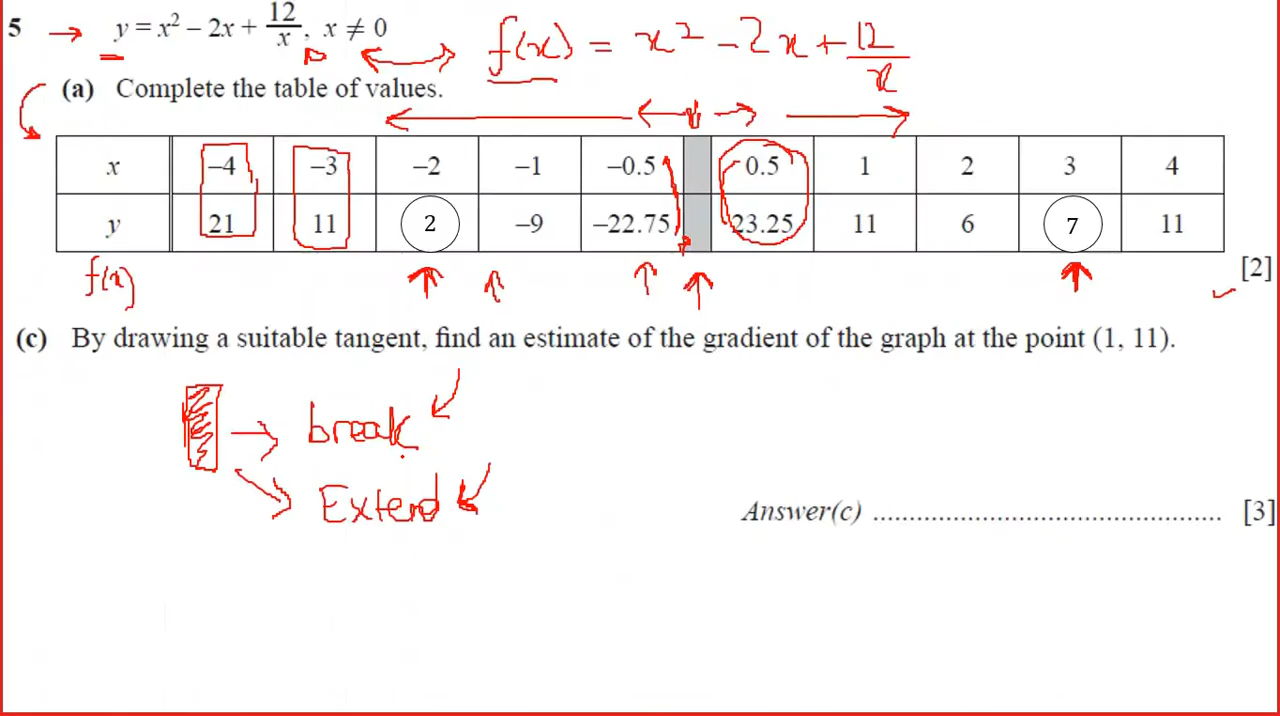 5 y = x² – 2x + 12/x, x ≠ 0
f(x) = x² – 2x + 12/x
(a) Complete the table of values.
x –4 –3 –2 –1 –0.5 0.5 1 2 3 4
y 21 11 2 –9 –22.75 23.25 11 6 7 11
f(x)
[2]
(c) By drawing a suitable tangent, find an estimate of the gradient of the graph at the point (1, 11).
break
Extend
Answer(c) ................................................ [3]